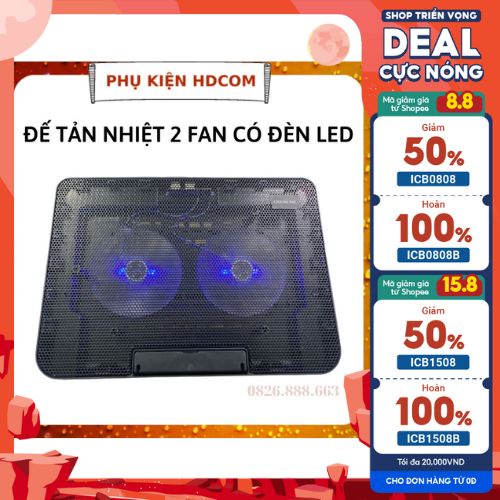 PHỤ KIỆN HDCOM
ĐẾ TẢN NHIỆT 2 FAN CÓ ĐÈN LED
0826.888.663
SHOP TRIỂN VỌNG
DEAL
CỰC NÓNG
Mã giảm giá
từ Shopee
8.8
Giảm
50%
ICB0808
Hoàn
100%
ICB0808B
Mã giảm giá
từ Shopee
15.8
Giảm
50%
ICB1508
Hoàn
100%
ICB1508B
Tối đa 20,000VND
CHO ĐƠN HÀNG TỪ 0Đ